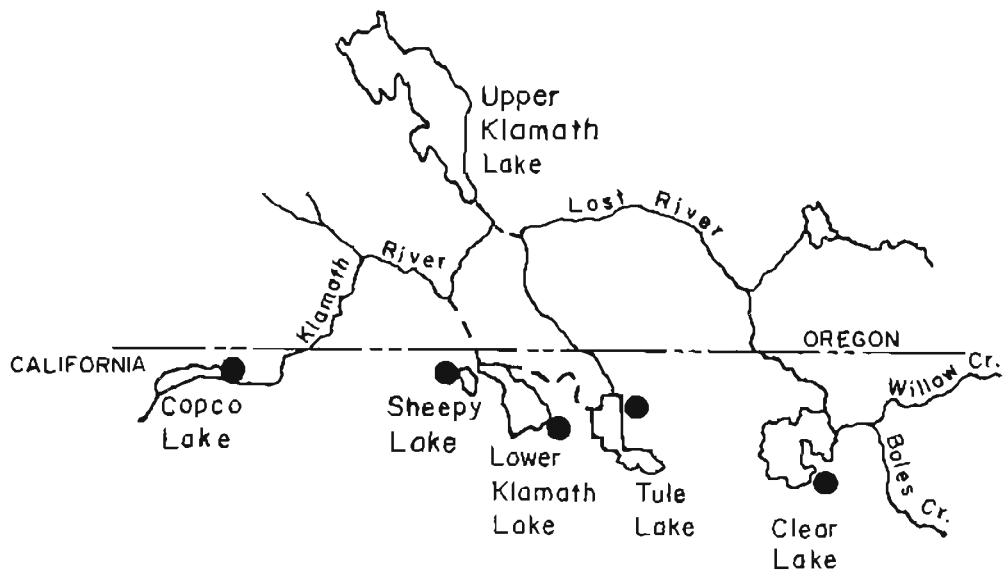 Upper
Klamath
Lake
Lost River
River
Klamath
OREGON
CALIFORNIA
Willow Cr.
Copco
Lake
Sheepy
Lake
Lower
Klamath
Lake
Tule
Lake
Boles Cr.
Clear
Lake